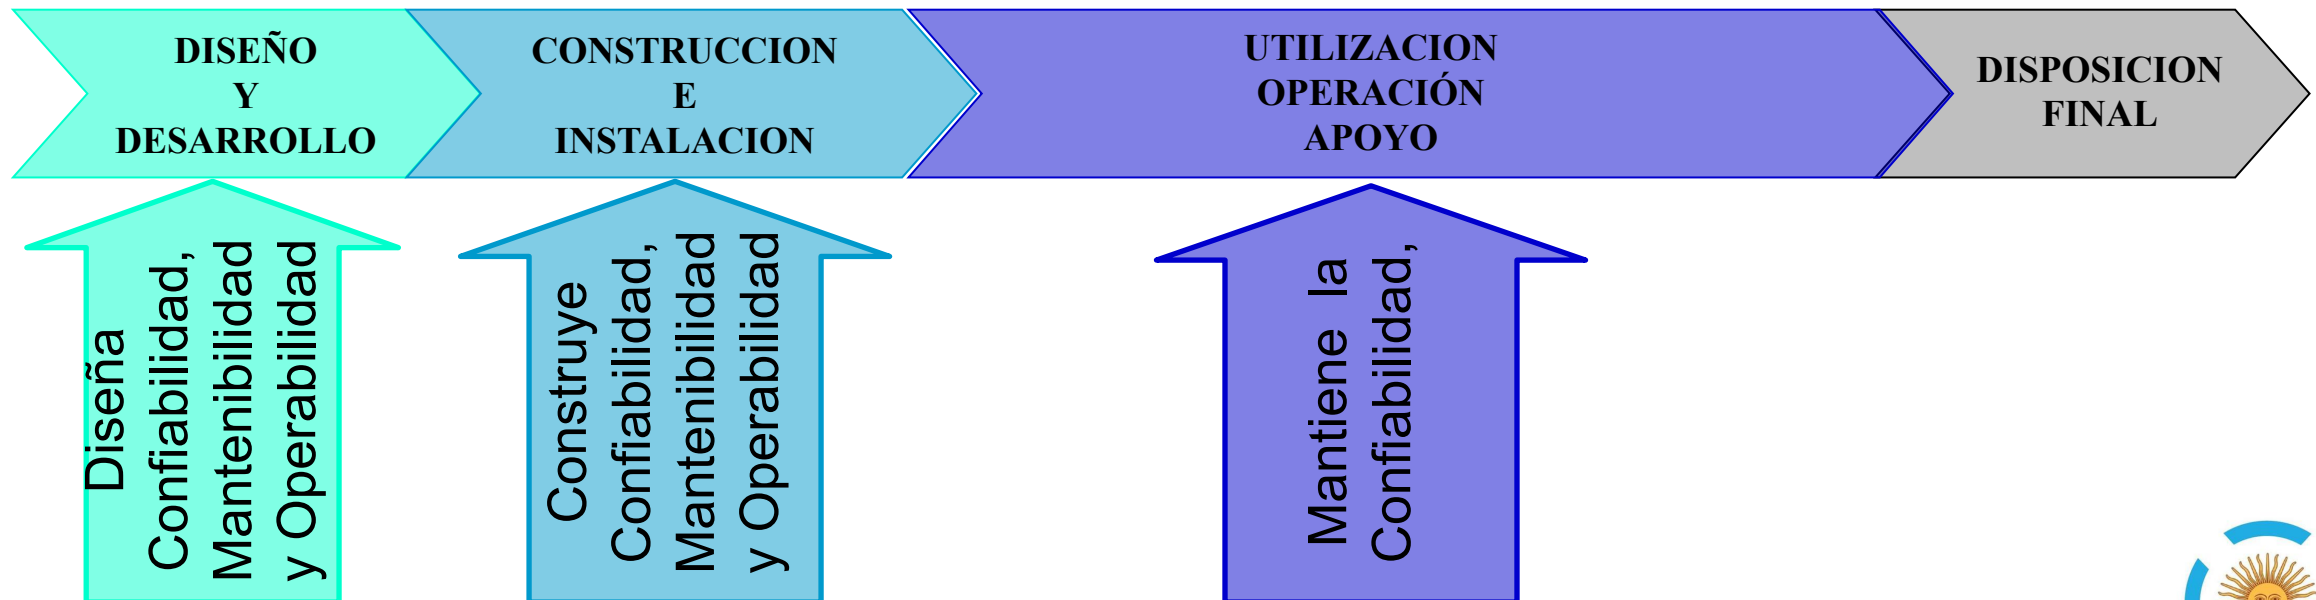 DISEÑO
Y
DESARROLLO
CONSTRUCCION
E
INSTALACION
UTILIZACION
OPERACIÓN
APOYO
DISPOSICION
FINAL
Diseña
Confiabilidad,
Mantenibilidad
y Operabilidad
Construye
Confiabilidad,
Mantenibilidad
y Operabilidad
Mantiene la
Confiabilidad,